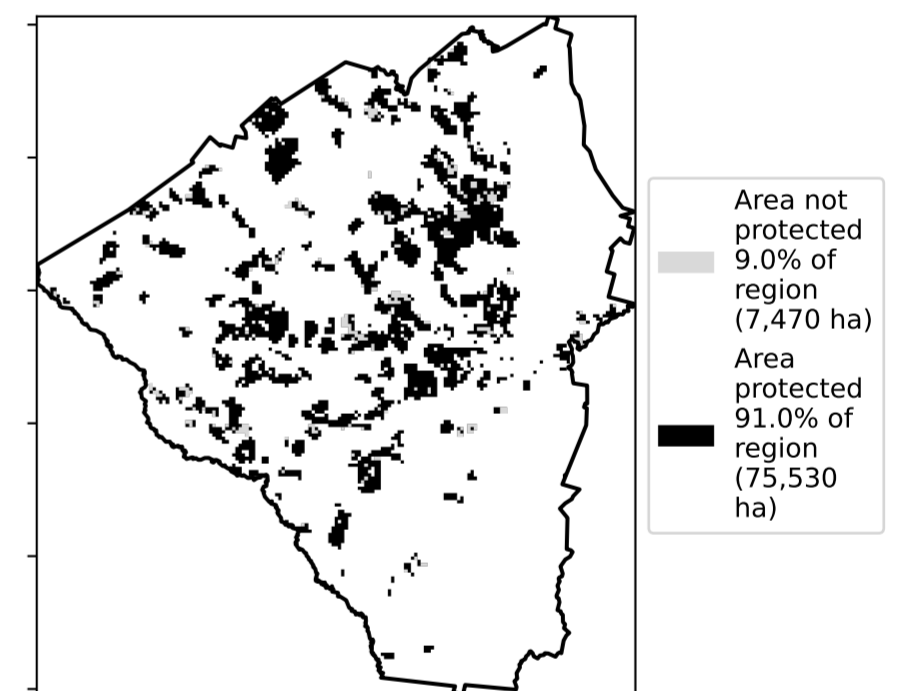 Area not
protected
9.0% of
region
(7,470 ha)
Area
protected
91.0% of
region
(75,530
ha)